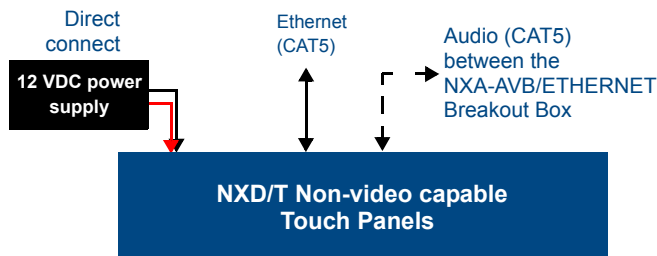 Direct
connect
12 VDC power
supply
Ethernet
(CAT5)
Audio (CAT5)
between the
NXA-AVB/ETHERNET
Breakout Box
NXD/T Non-video capable
Touch Panels